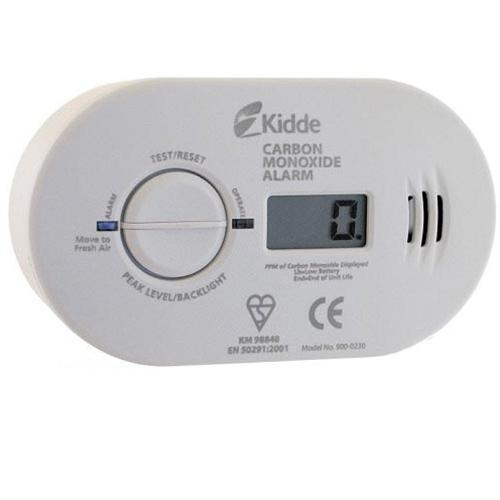 Kidde
CARBON
MONOXIDE
ALARM
TEST/RESET
ALARM
OPERATE
Move to
Fresh Air
PEAK LEVEL/BACKLIGHT
0
PPM of Carbon Monoxide Displayed
Lb=Low Battery
End=End of Unit Life
CE
KM 98848
EN 50291:2001
Model No. 900-0230